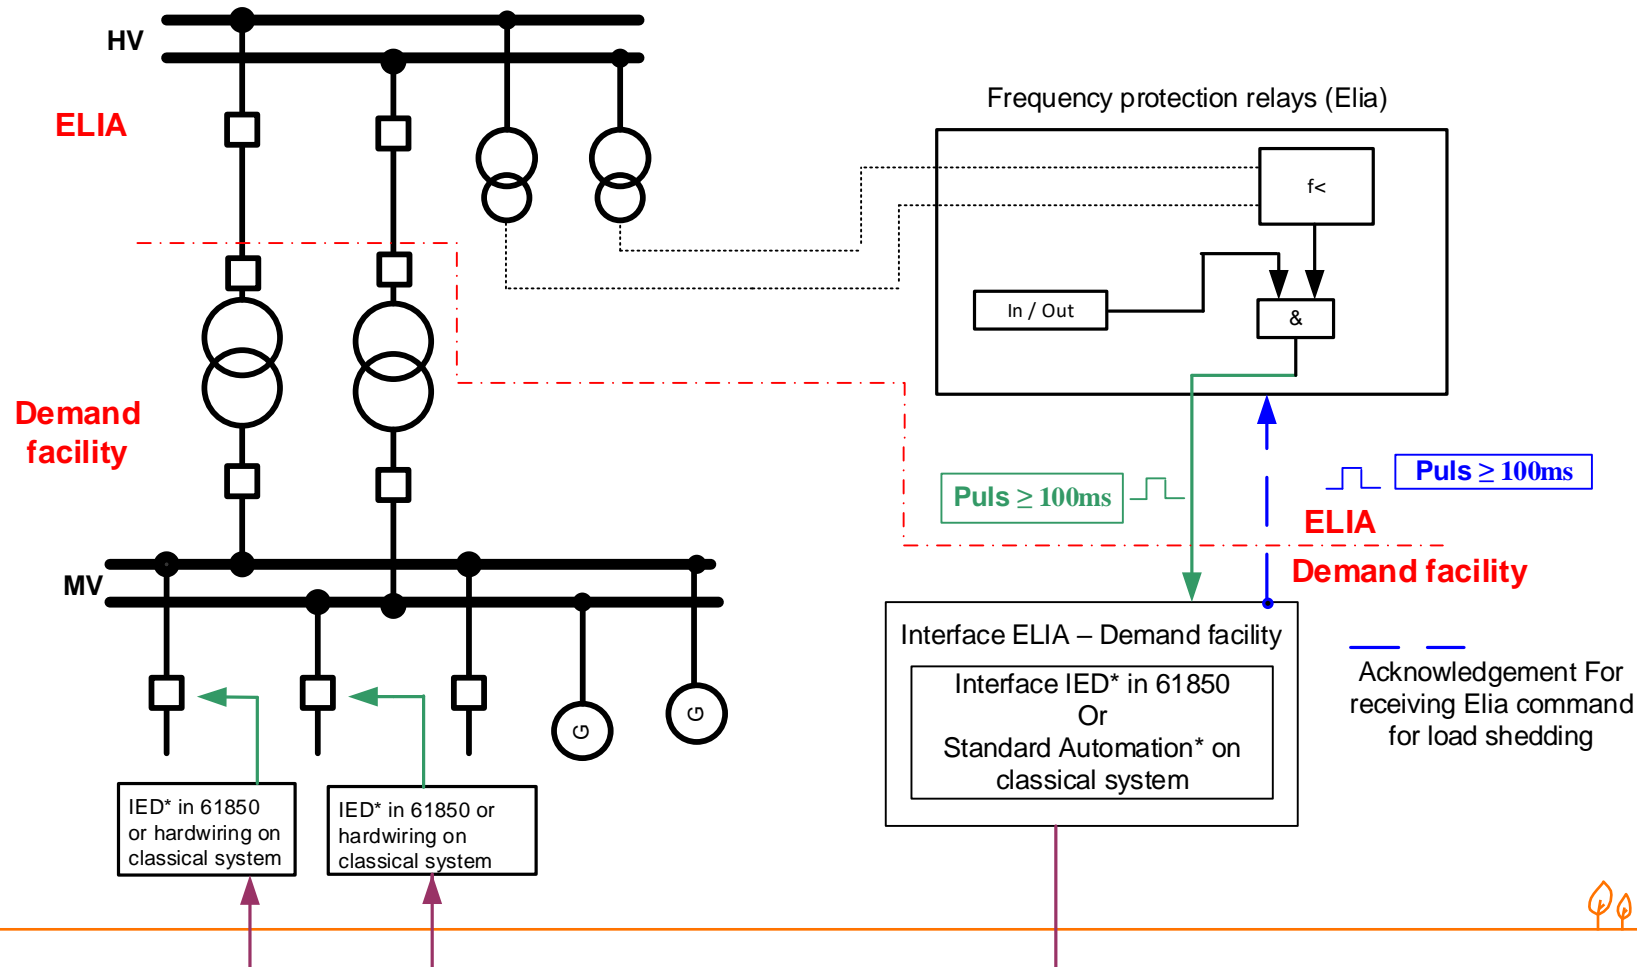 HV
ELIA
Frequency protection relays (Elia)
f<
In / Out
&
Demand
facility
Puls ≥ 100ms
Puls ≥ 100ms
ELIA
Demand facility
MV
Interface ELIA – Demand facility
Interface IED* in 61850
Or
Standard Automation* on
classical system
Acknowledgement For
receiving Elia command
for load shedding
G
G
IED* in 61850
or hardwiring on
classical system
IED* in 61850 or
hardwiring on
classical system